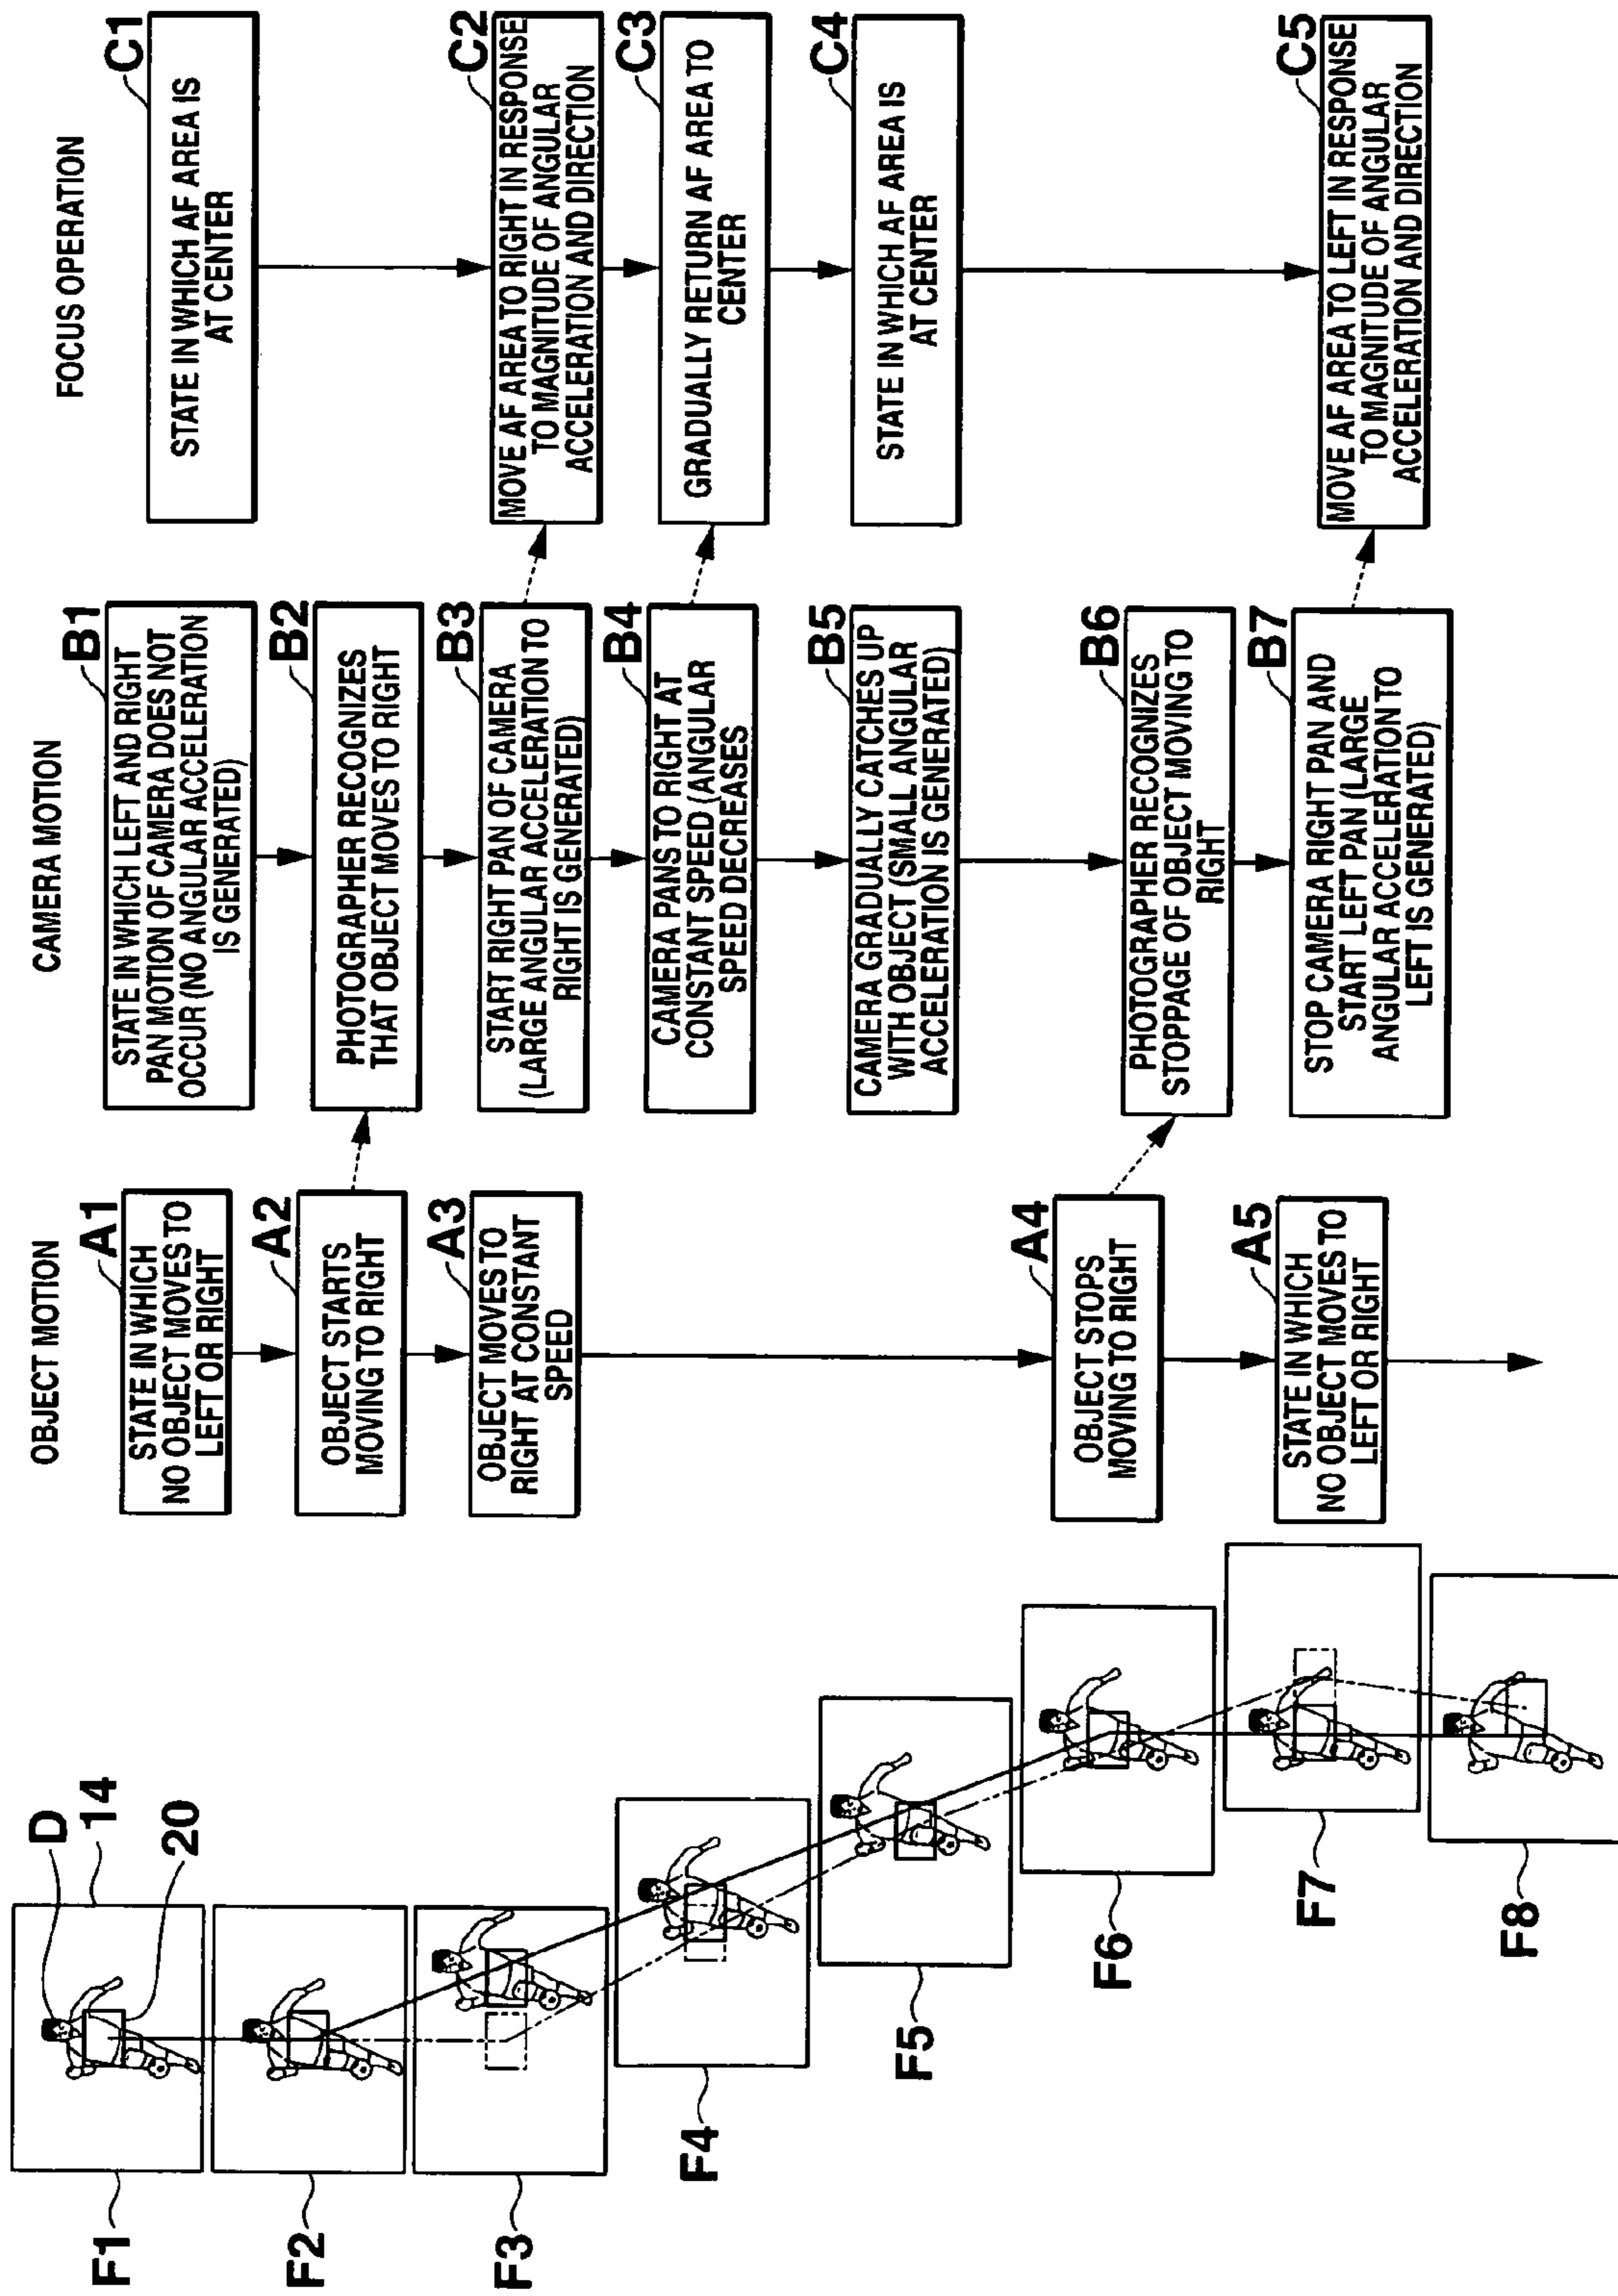 FOCUS OPERATION
C1
STATE IN WHICH AF AREA IS
AT CENTER
C2
MOVE AF AREA TO RIGHT IN RESPONSE
TO MAGNITUDE OF ANGULAR
ACCELERATION AND DIRECTION
C3
GRADUALLY RETURN AF AREA TO
CENTER
C4
STATE IN WHICH AF AREA IS
AT CENTER
C5
MOVE AF AREA TO LEFT IN RESPONSE
TO MAGNITUDE OF ANGULAR
ACCELERATION AND DIRECTION
CAMERA MOTION
B1
STATE IN WHICH LEFT AND RIGHT
PAN MOTION OF CAMERA DOES NOT
OCCUR (NO ANGULAR ACCELERATION
IS GENERATED)
B2
PHOTOGRAPHER RECOGNIZES
THAT OBJECT MOVES TO RIGHT
B3
START RIGHT PAN OF CAMERA
(LARGE ANGULAR ACCELERATION TO
RIGHT IS GENERATED)
B4
CAMERA PANS TO RIGHT AT
CONSTANT SPEED (ANGULAR
SPEED DECREASES
B5
CAMERA GRADUALLY CATCHES UP
WITH OBJECT (SMALL ANGULAR
ACCELERATION IS GENERATED)
B6
PHOTOGRAPHER RECOGNIZES
STOPPAGE OF OBJECT MOVING TO
RIGHT
B7
STOP CAMERA RIGHT PAN AND
START LEFT PAN (LARGE
ANGULAR ACCELERATION TO
LEFT IS GENERATED)
OBJECT MOTION
A1
STATE IN WHICH
NO OBJECT MOVES TO
LEFT OR RIGHT
A2
OBJECT STARTS
MOVING TO RIGHT
A3
OBJECT MOVES TO
RIGHT AT CONSTANT
SPEED
A4
OBJECT STOPS
MOVING TO RIGHT
A5
STATE IN WHICH
NO OBJECT MOVES TO
LEFT OR RIGHT
D
14
20
F1
F2
F3
F4
F5
F6
F7
F8